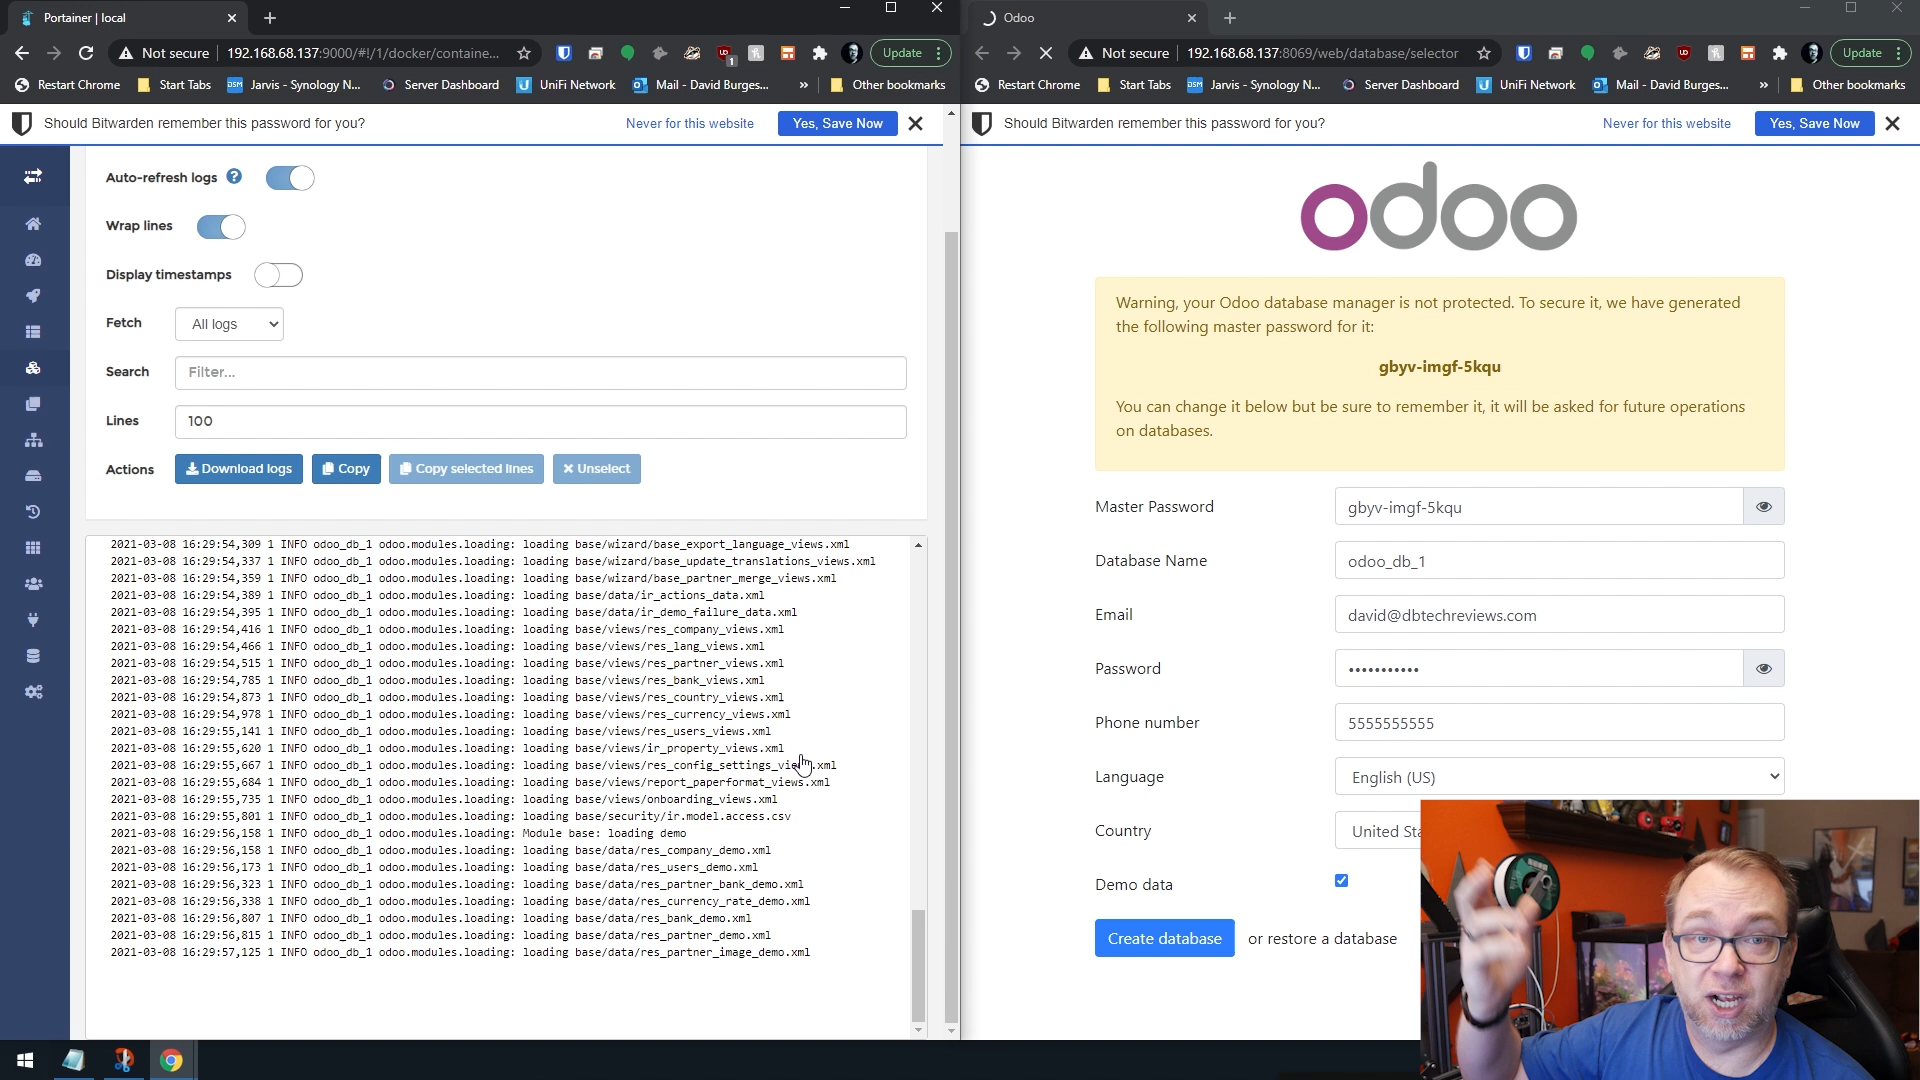 Portainer | local
Not secure
192.168.68.137:9000/#!/1/docker/containe...
1
Update
Restart Chrome
Start Tabs
DSM
Jarvis - Synology N...
Server Dashboard
UniFi Network
Mail - David Burges...
»
Other bookmarks
Should Bitwarden remember this password for you?
Never for this website
Yes, Save Now
Auto-refresh logs
Wrap lines
Display timestamps
Fetch
All logs
Search
Filter...
Lines
100
Actions
Download logs
Copy
Copy selected lines
Unselect
2021-03-08 16:29:54,309 1 INFO odoo_db_1 odoo.modules.loading: loading base/wizard/base_export_language_views.xml
2021-03-08 16:29:54,337 1 INFO odoo_db_1 odoo.modules.loading: loading base/wizard/base_update_translations_views.xml
2021-03-08 16:29:54,359 1 INFO odoo_db_1 odoo.modules.loading: loading base/wizard/base_partner_merge_views.xml
2021-03-08 16:29:54,389 1 INFO odoo_db_1 odoo.modules.loading: loading base/data/ir_actions_data.xml
2021-03-08 16:29:54,395 1 INFO odoo_db_1 odoo.modules.loading: loading base/data/ir_demo_failure_data.xml
2021-03-08 16:29:54,416 1 INFO odoo_db_1 odoo.modules.loading: loading base/views/res_company_views.xml
2021-03-08 16:29:54,466 1 INFO odoo_db_1 odoo.modules.loading: loading base/views/res_lang_views.xml
2021-03-08 16:29:54,515 1 INFO odoo_db_1 odoo.modules.loading: loading base/views/res_partner_views.xml
2021-03-08 16:29:54,785 1 INFO odoo_db_1 odoo.modules.loading: loading base/views/res_bank_views.xml
2021-03-08 16:29:54,873 1 INFO odoo_db_1 odoo.modules.loading: loading base/views/res_country_views.xml
2021-03-08 16:29:54,978 1 INFO odoo_db_1 odoo.modules.loading: loading base/views/res_currency_views.xml
2021-03-08 16:29:55,141 1 INFO odoo_db_1 odoo.modules.loading: loading base/views/res_users_views.xml
2021-03-08 16:29:55,620 1 INFO odoo_db_1 odoo.modules.loading: loading base/views/ir_property_views.xml
2021-03-08 16:29:55,667 1 INFO odoo_db_1 odoo.modules.loading: loading base/views/res_config_settings_vie .xml
2021-03-08 16:29:55,684 1 INFO odoo_db_1 odoo.modules.loading: loading base/views/report_paperformat_views.xml
2021-03-08 16:29:55,735 1 INFO odoo_db_1 odoo.modules.loading: loading base/views/onboarding_views.xml
2021-03-08 16:29:55,801 1 INFO odoo_db_1 odoo.modules.loading: loading base/security/ir.model.access.csv
2021-03-08 16:29:56,158 1 INFO odoo_db_1 odoo.modules.loading: Module base: loading demo
2021-03-08 16:29:56,158 1 INFO odoo_db_1 odoo.modules.loading: loading base/data/res_company_demo.xml
2021-03-08 16:29:56,173 1 INFO odoo_db_1 odoo.modules.loading: loading base/data/res_users_demo.xml
2021-03-08 16:29:56,323 1 INFO odoo_db_1 odoo.modules.loading: loading base/data/res_partner_bank_demo.xml
2021-03-08 16:29:56,338 1 INFO odoo_db_1 odoo.modules.loading: loading base/data/res_currency_rate_demo.xml
2021-03-08 16:29:56,807 1 INFO odoo_db_1 odoo.modules.loading: loading base/data/res_bank_demo.xml
2021-03-08 16:29:56,815 1 INFO odoo_db_1 odoo.modules.loading: loading base/data/res_partner_demo.xml
2021-03-08 16:29:57,125 1 INFO odoo_db_1 odoo.modules.loading: loading base/data/res_partner_image_demo.xml
Odoo
Not secure
192.168.68.137:8069/web/database/selector
Update
Restart Chrome
Start Tabs
DSM
Jarvis - Synology N...
Server Dashboard
UniFi Network
Mail - David Burges...
»
Other bookmarks
Should Bitwarden remember this password for you?
Never for this website
Yes, Save Now
odoo
Warning, your Odoo database manager is not protected. To secure it, we have generated
the following master password for it:
gbyv-imgf-5kqu
You can change it below but be sure to remember it, it will be asked for future operations
on databases.
Master Password
gbyv-imgf-5kqu
Database Name
odoo_db_1
Email
david@dbtechreviews.com
Password
•••••••••••
Phone number
5555555555
Language
English (US)
Country
United Sta
Demo data
Create database
or restore a database